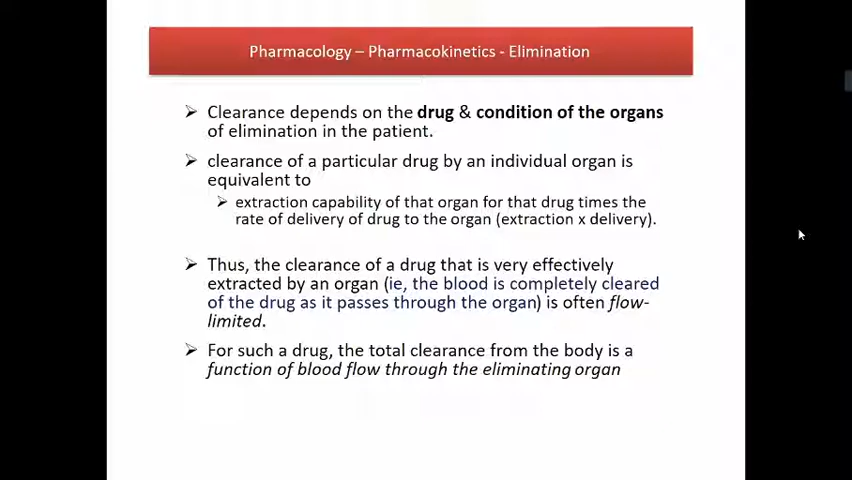 Pharmacology – Pharmacokinetics - Elimination
➢ Clearance depends on the drug & condition of the organs
of elimination in the patient.
➢ clearance of a particular drug by an individual organ is
equivalent to
➢ extraction capability of that organ for that drug times the
rate of delivery of drug to the organ (extraction x delivery).
➢ Thus, the clearance of a drug that is very effectively
extracted by an organ (ie, the blood is completely cleared
of the drug as it passes through the organ) is often flow-
limited.
➢ For such a drug, the total clearance from the body is a
function of blood flow through the eliminating organ